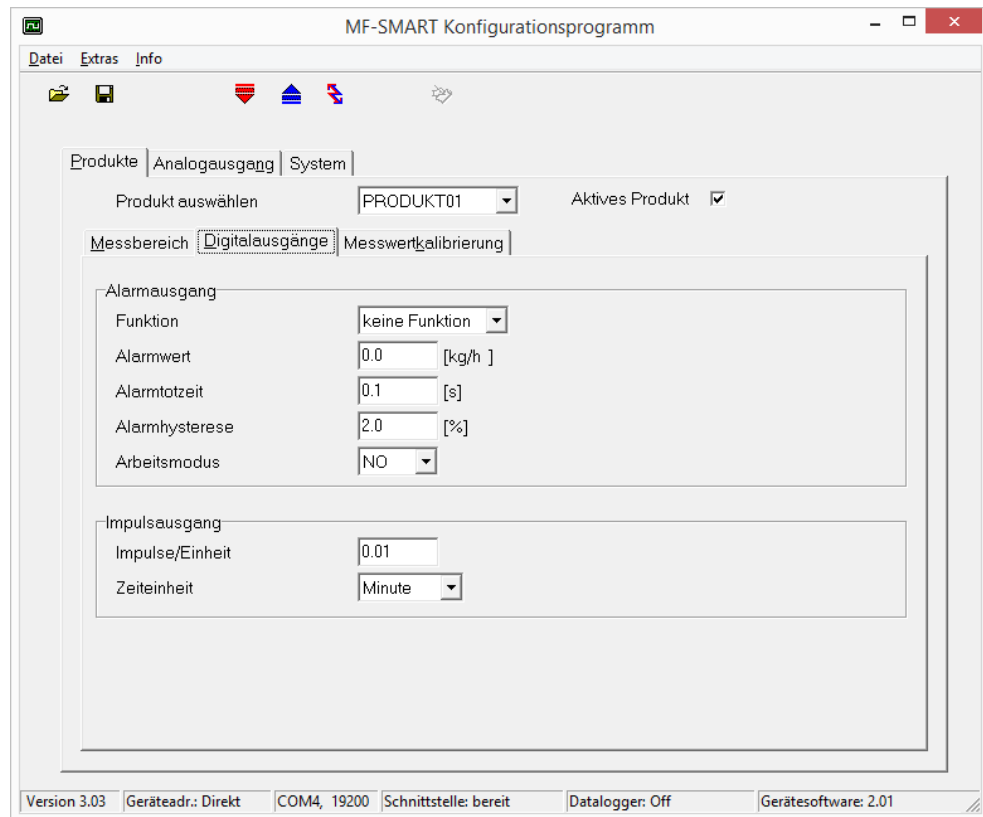 MF-SMART Konfigurationsprogramm
Datei Extras Info
Produkte Analogausgang System
Produkt auswählen PRODUKT01 Aktives Produkt
Messbereich Digitalausgänge Messwertkalibrierung
Alarmausgang
Funktion keine Funktion
Alarmwert 0.0 [kg/h ]
Alarmtotzeit 0.1 [s]
Alarmhysterese 2.0 [%]
Arbeitsmodus NO
Impulsausgang
Impulse/Einheit 0.01
Zeiteinheit Minute
Version 3.03 Geräteadr.: Direkt COM4, 19200 Schnittstelle: bereit Datalogger: Off Gerätesoftware: 2.01